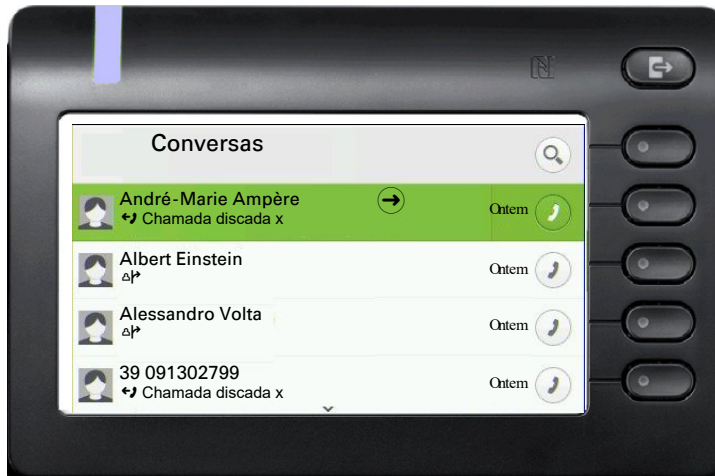 Conversas
André-Marie Ampère
Ontem
Chamada discada x
Albert Einstein
Ontem
Alessandro Volta
Ontem
39 091302799
Ontem
Chamada discada x